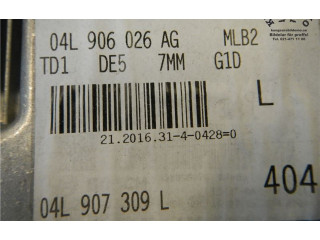 04L 906 026 AG MLB2
TD1 DE5 7MM G1D
L
21.2016.31-4-0428=0
404
04L 907 309 L